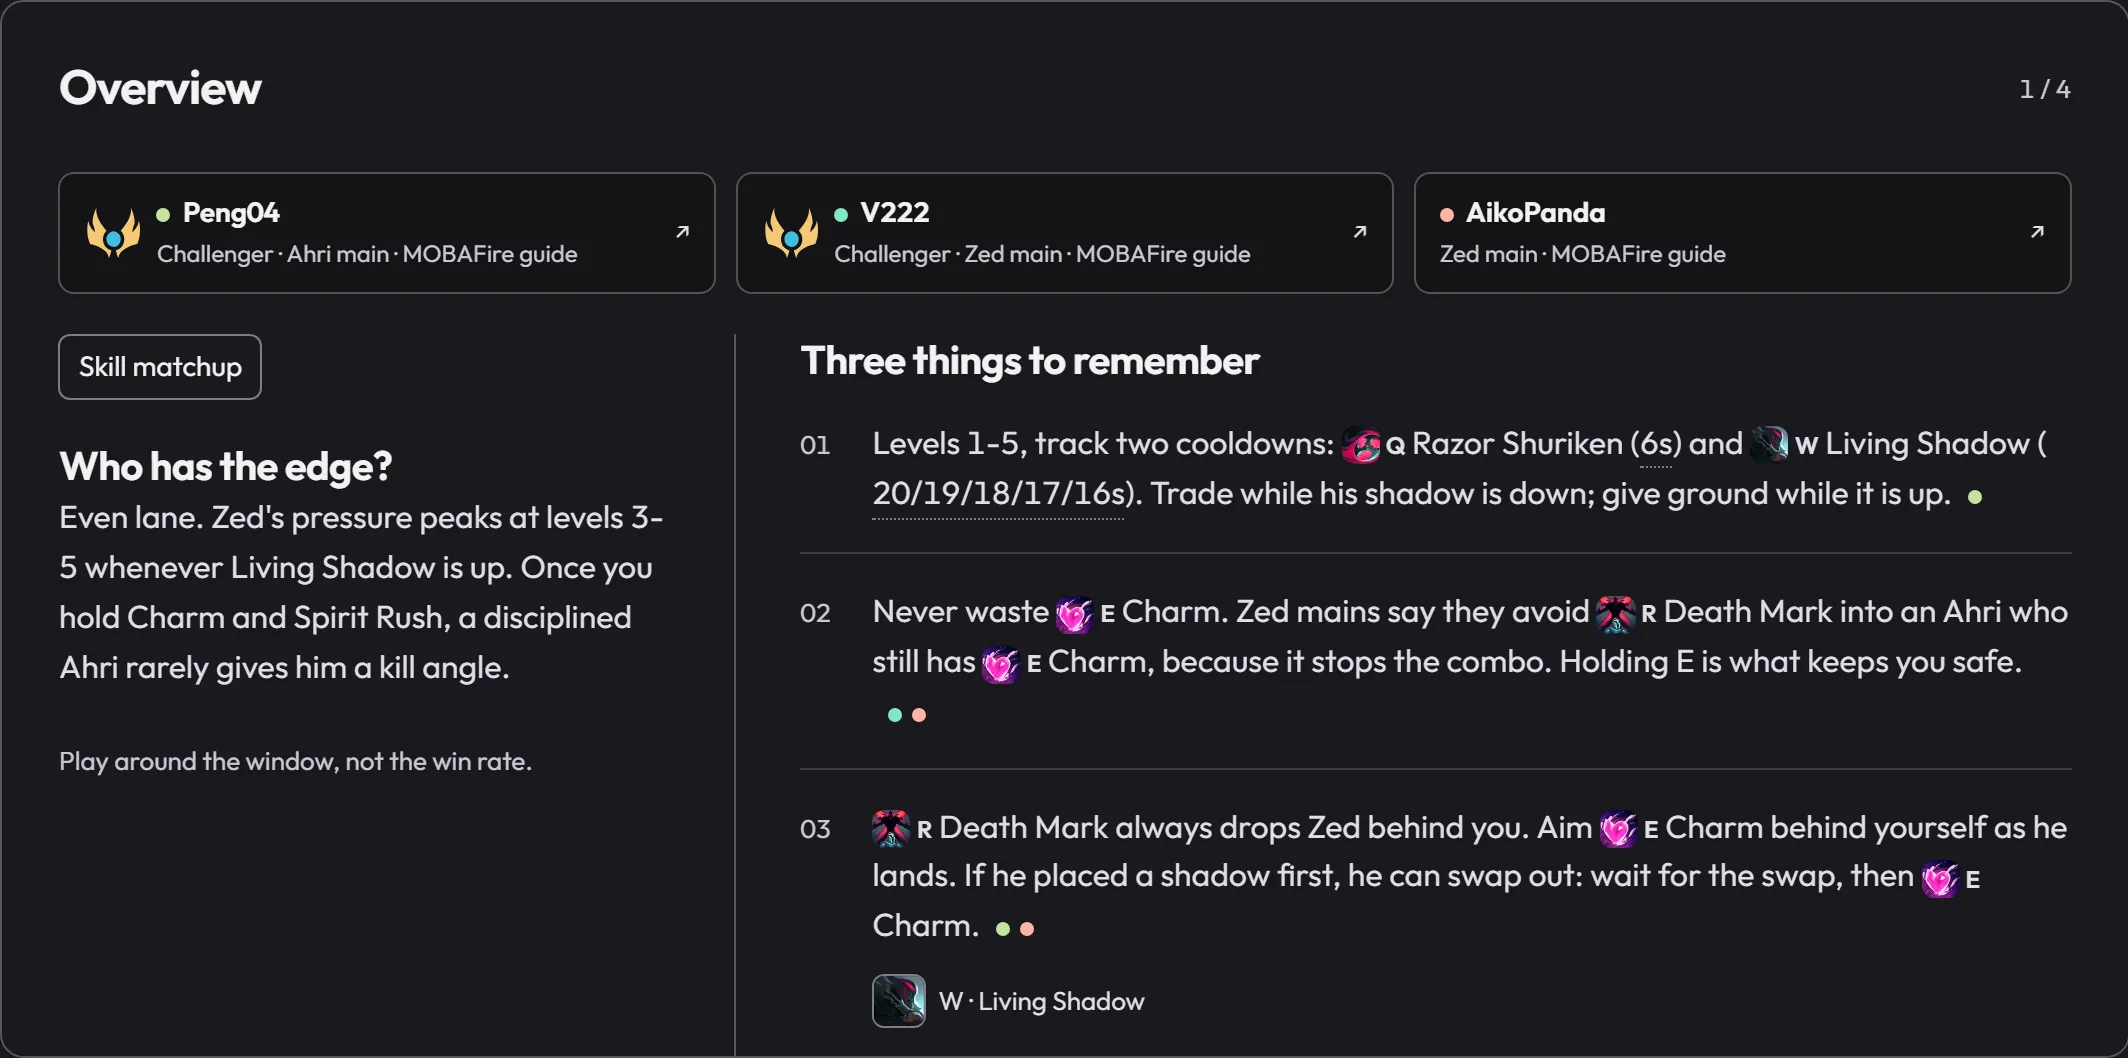 Overview
1 / 4
Peng04
Challenger · Ahri main · MOBAFire guide
V222
Challenger · Zed main · MOBAFire guide
AikoPanda
Zed main · MOBAFire guide
Skill matchup
Who has the edge?
Even lane. Zed's pressure peaks at levels 3-
5 whenever Living Shadow is up. Once you
hold Charm and Spirit Rush, a disciplined
Ahri rarely gives him a kill angle.
Play around the window, not the win rate.
Three things to remember
01 Levels 1-5, track two cooldowns: Q Razor Shuriken (6s) and W Living Shadow (
20/19/18/17/16s). Trade while his shadow is down; give ground while it is up.
02 Never waste E Charm. Zed mains say they avoid R Death Mark into an Ahri who
still has E Charm, because it stops the combo. Holding E is what keeps you safe.
03 R Death Mark always drops Zed behind you. Aim E Charm behind yourself as he
lands. If he placed a shadow first, he can swap out: wait for the swap, then E
Charm.
W · Living Shadow